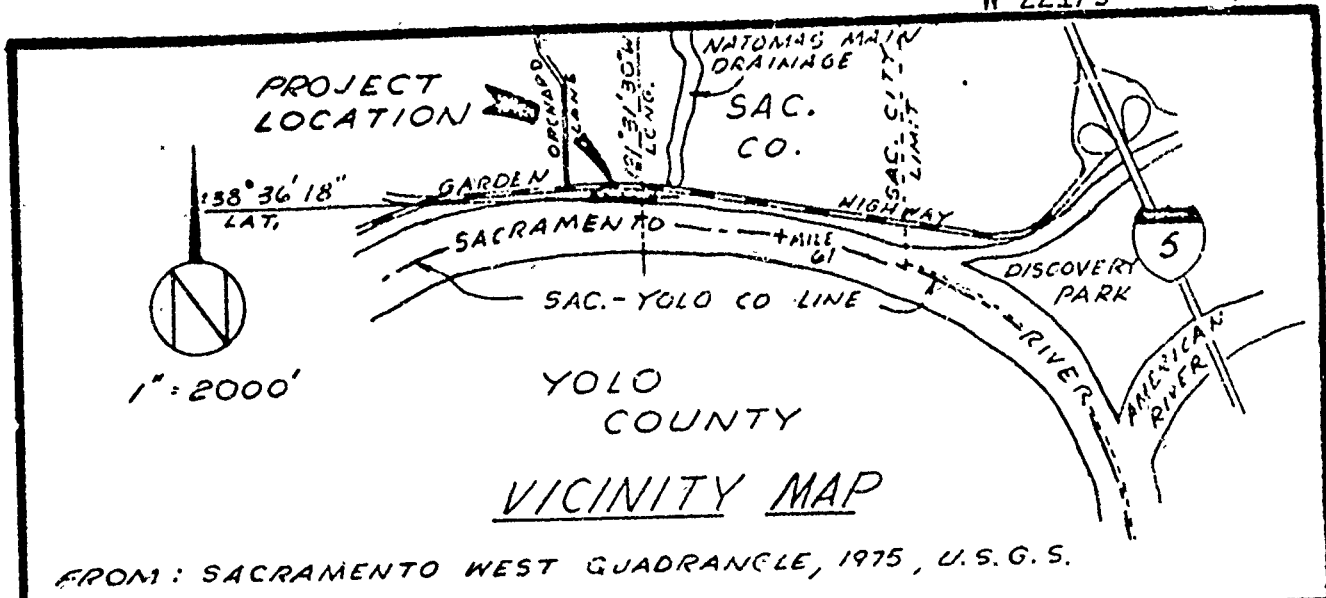 W 22175
PROJECT
LOCATION
ORCHARD
LANE
121°31'30"W
LONG.
NATOMAS MAIN
DRAINAGE
SAC.
CO.
SAC. CITY
LIMIT
38°36'18"
LAT.
GARDEN
HIGHWAY
SACRAMENTO
+MILE
61
5
DISCOVERY
PARK
SAC.-YOLO CO LINE
RIVER
AMERICAN
RIVER
1" = 2000'
YOLO
COUNTY
VICINITY MAP
FROM: SACRAMENTO WEST QUADRANGLE, 1975, U.S.G.S.